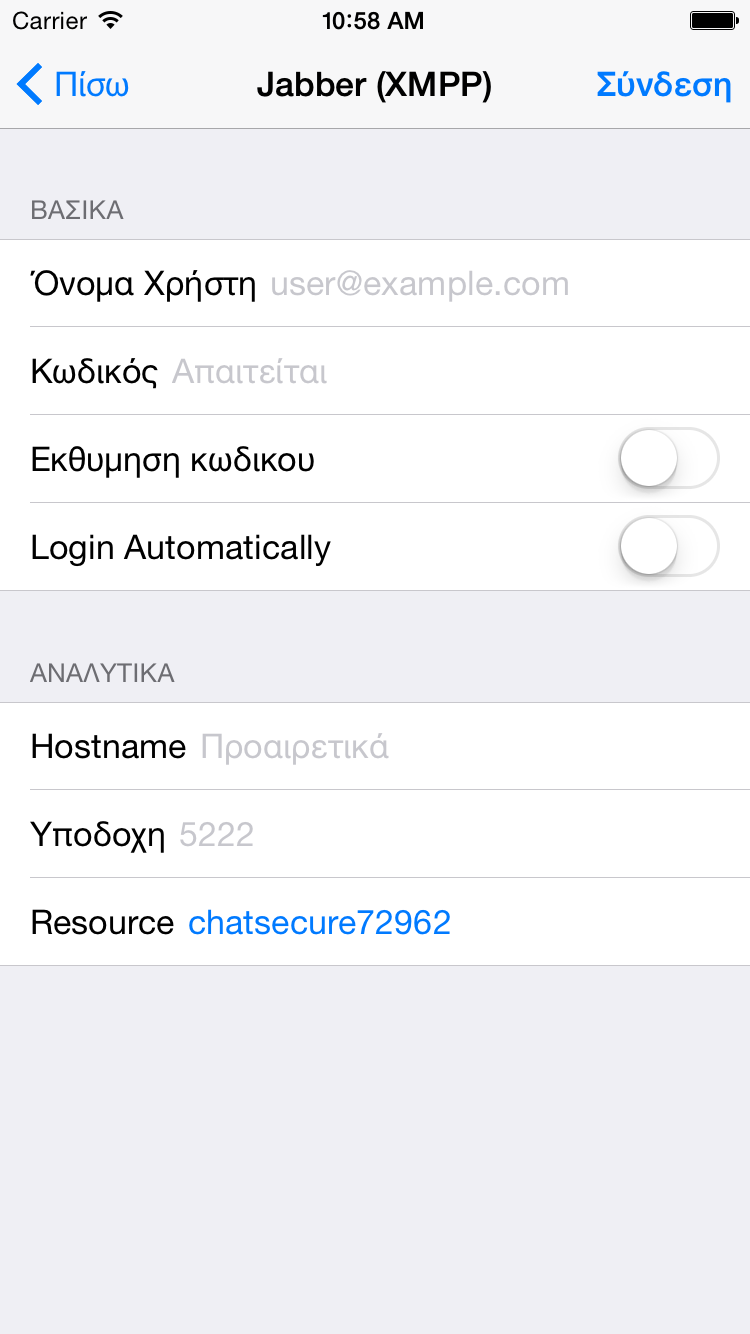 Carrier 10:58 AM
Πίσω Jabber (XMPP) Σύνδεση
ΒΑΣΙΚΑ
Όνομα Χρήστη user@example.com
Κωδικός Απαιτείται
Εκθυμηση κωδικου
Login Automatically
ΑΝΑΛΥΤΙΚΑ
Hostname Προαιρετικά
Υποδοχη 5222
Resource chatsecure72962